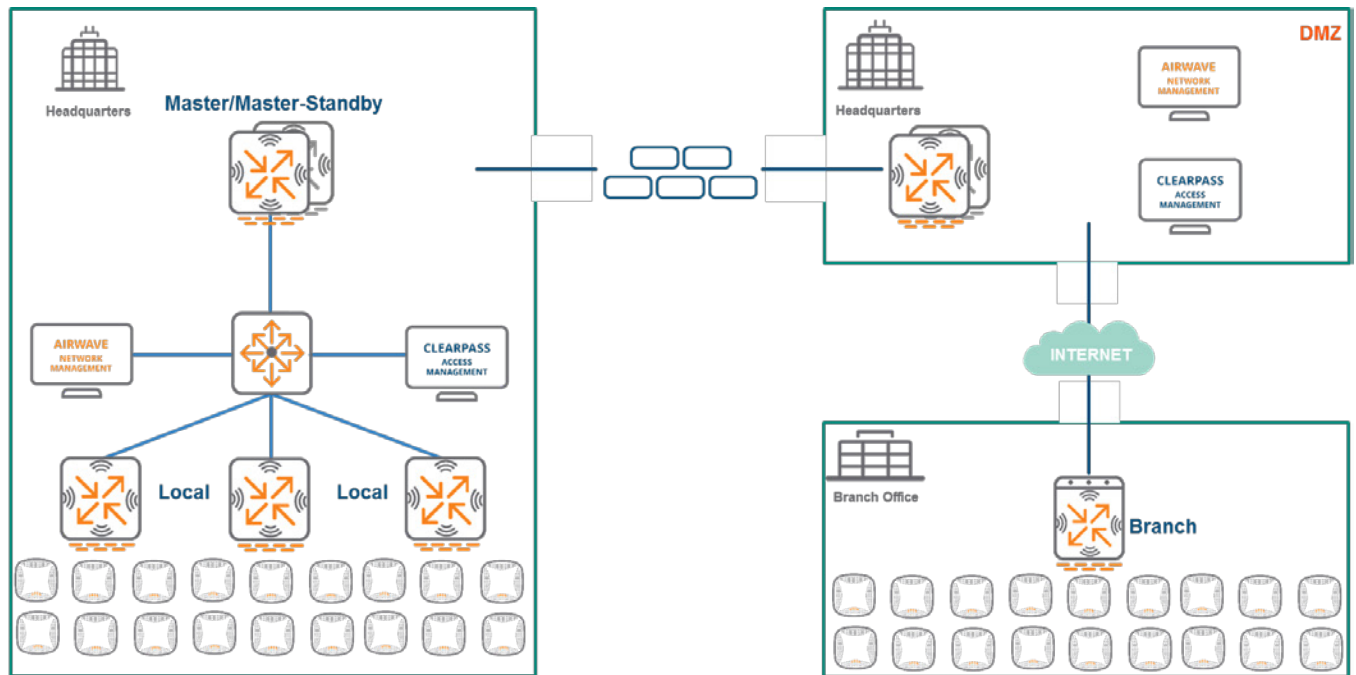 Headquarters
Master/Master-Standby
AIRWAVE
NETWORK
MANAGEMENT
CLEARPASS
ACCESS
MANAGEMENT
Local
Local
DMZ
Headquarters
AIRWAVE
NETWORK
MANAGEMENT
CLEARPASS
ACCESS
MANAGEMENT
INTERNET
Branch Office
Branch